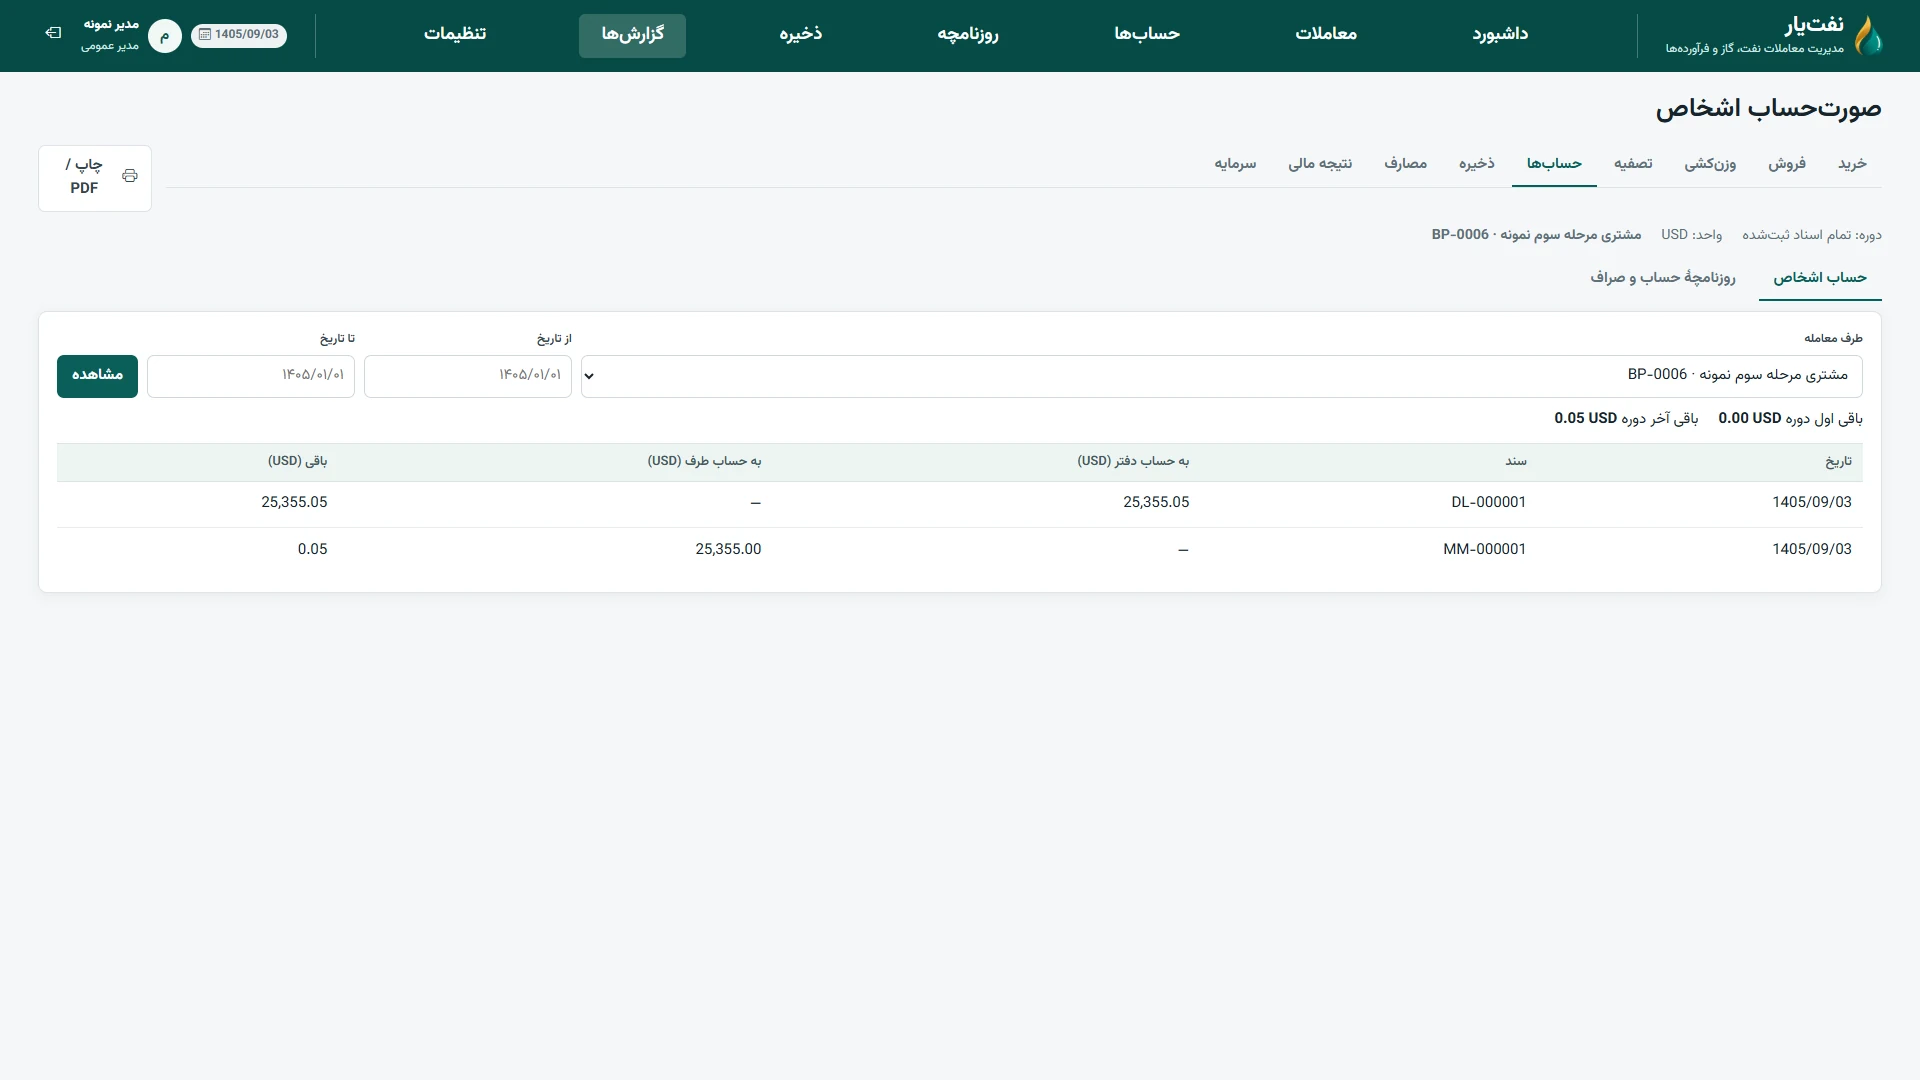 نفت‌یار
مدیریت معاملات نفت، گاز و فرآورده‌ها
داشبورد
معاملات
حساب‌ها
روزنامچه
ذخیره
گزارش‌ها
تنظیمات
1405/09/03
م
مدیر نمونه
مدیر عمومی
صورت‌حساب اشخاص
خرید
فروش
وزن‌کشی
تصفیه
حساب‌ها
ذخیره
مصارف
نتیجه مالی
سرمایه
چاپ /
PDF
دوره: تمام اسناد ثبت‌شده واحد: USD مشتری مرحله سوم نمونه · BP-0006
حساب اشخاص
روزنامچهٔ حساب و صراف
طرف معامله
از تاریخ
تا تاریخ
مشتری مرحله سوم نمونه · BP-0006
۱۴۰۵/۰۱/۰۱
۱۴۰۵/۰۱/۰۱
مشاهده
باقی اول دوره 0.00 USD باقی آخر دوره 0.05 USD
تاریخ سند به حساب دفتر (USD) به حساب طرف (USD) باقی (USD)
1405/09/03 DL-000001 25,355.05 — 25,355.05
1405/09/03 MM-000001 — 25,355.00 0.05